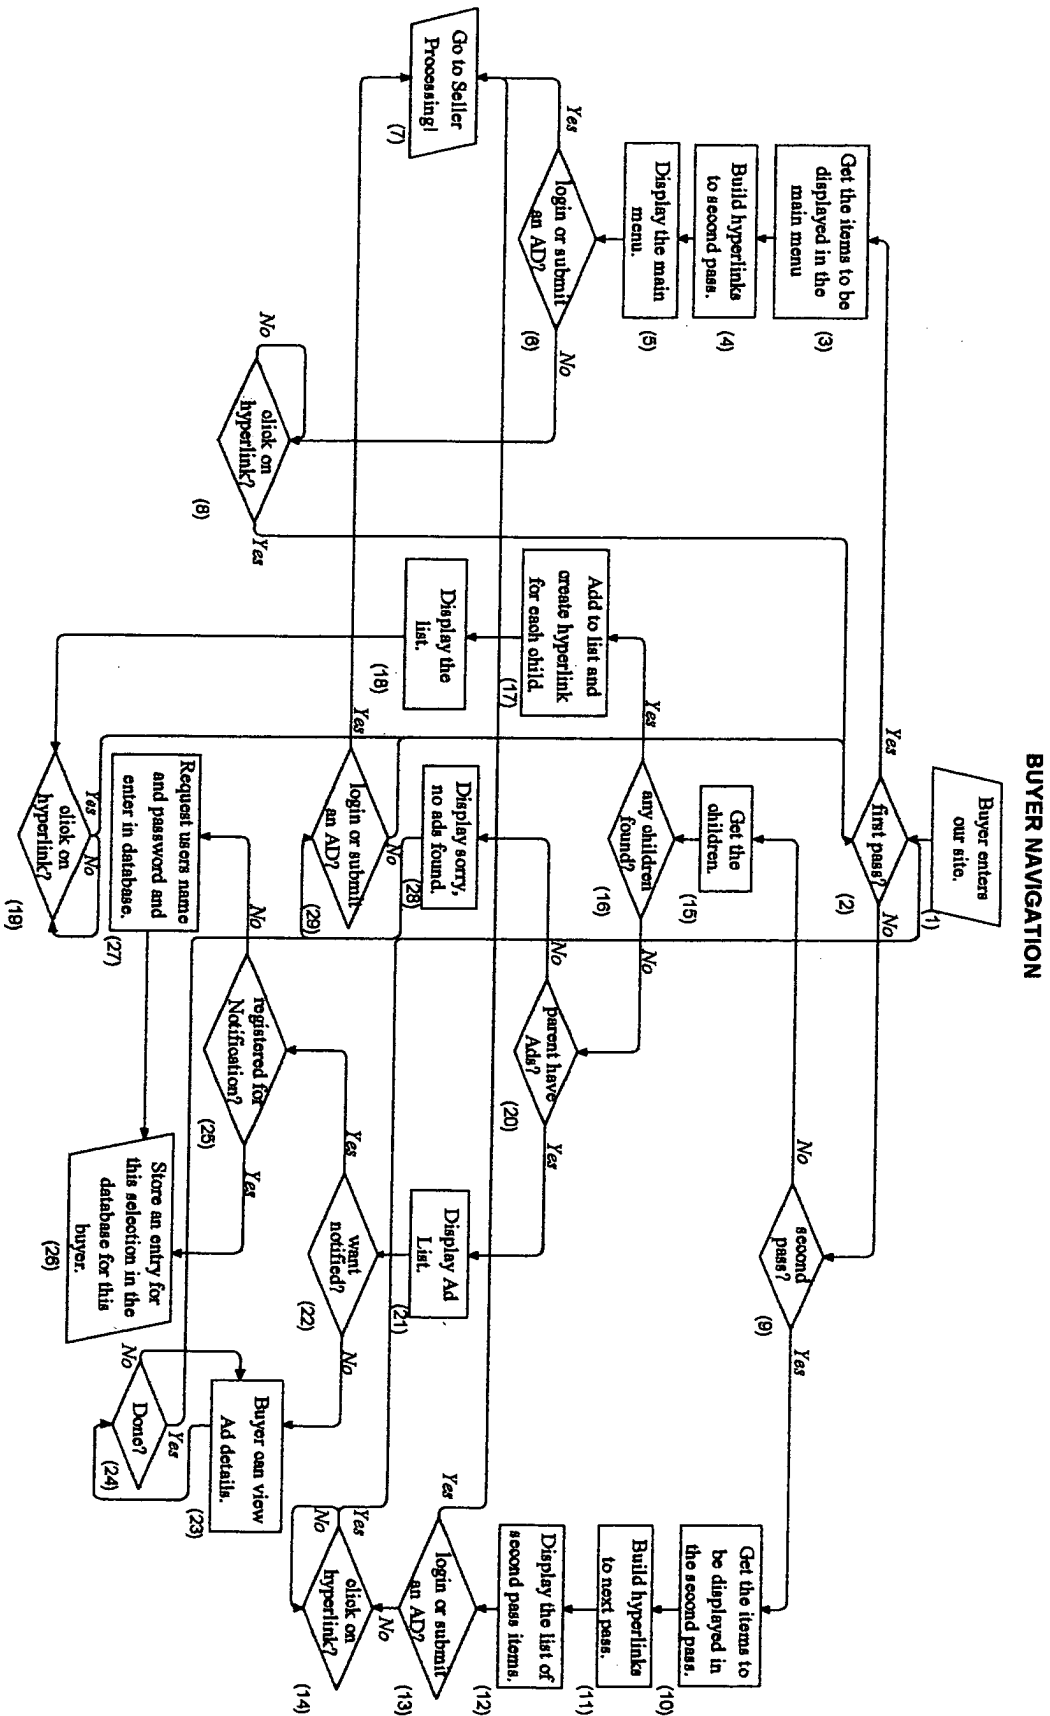 BUYER NAVIGATION
Buyer enters
our site.
(1)
first pass?
(2)
Yes
No
Get the items to be
displayed in the
main menu
(3)
Build hyperlinks
to second pass.
(4)
Display the main
menu.
(5)
login or submit
an AD?
(6)
Yes
No
Go to Seller
Processing!
(7)
click on
hyperlink?
(8)
No
Yes
second
pass?
(9)
No
Yes
Get the items to
be displayed in
the second pass.
(10)
Build hyperlinks
to next pass.
(11)
Display the list of
second pass items.
(12)
login or submit
an AD?
(13)
Yes
No
click on
hyperlink?
(14)
Yes
No
Get the
children.
(15)
any children
found?
(16)
Yes
No
Add to list and
create hyperlink
for each child.
(17)
Display the
list.
(18)
click on
hyperlink?
(19)
Yes
No
parent have
Ads?
(20)
No
Yes
Display Ad
List.
(21)
want
notified?
(22)
Yes
No
Buyer can view
Ad details.
(23)
Done?
(24)
No
Yes
registered for
Notification?
(25)
No
Yes
Store an entry for
this selection in the
database for this
buyer.
(26)
Request users name
and password and
enter in database.
(27)
Display sorry,
no ads found.
(28)
login or submit
an AD?
(29)
Yes
No